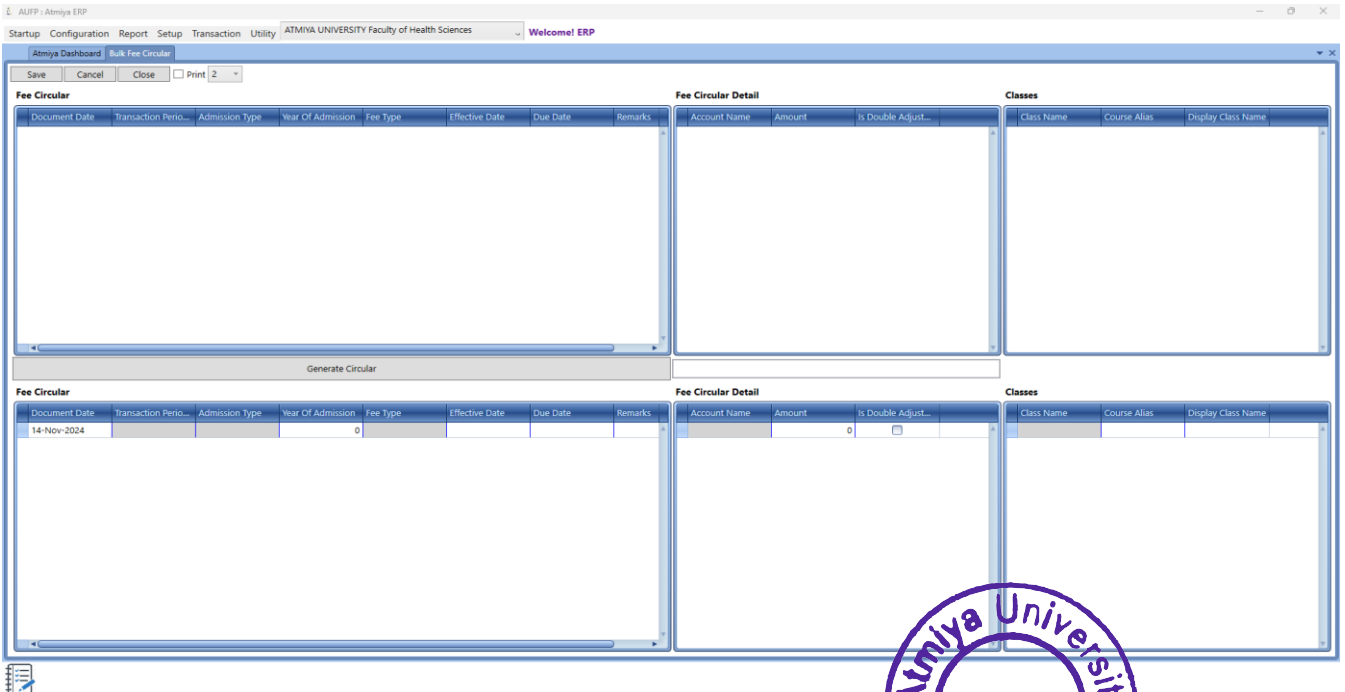 AUFP : Atmiya ERP
Startup Configuration Report Setup Transaction Utility ATMIYA UNIVERSITY Faculty of Health Sciences Welcome! ERP
Atmiya Dashboard Bulk Fee Circular
Save Cancel Close Print 2
Fee Circular Fee Circular Detail Classes
Document Date Transaction Perio... Admission Type Year Of Admission Fee Type Effective Date Due Date Remarks Account Name Amount Is Double Adjust... Class Name Course Alias Display Class Name
Generate Circular
Fee Circular Fee Circular Detail Classes
Document Date Transaction Perio... Admission Type Year Of Admission Fee Type Effective Date Due Date Remarks Account Name Amount Is Double Adjust... Class Name Course Alias Display Class Name
14-Nov-2024 0 0
Atmiya Universit